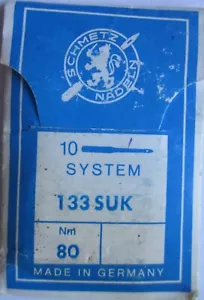 SCHMETZ
NADELN
10
SYSTEM
133 SUK
Nm
80
MADE IN GERMANY